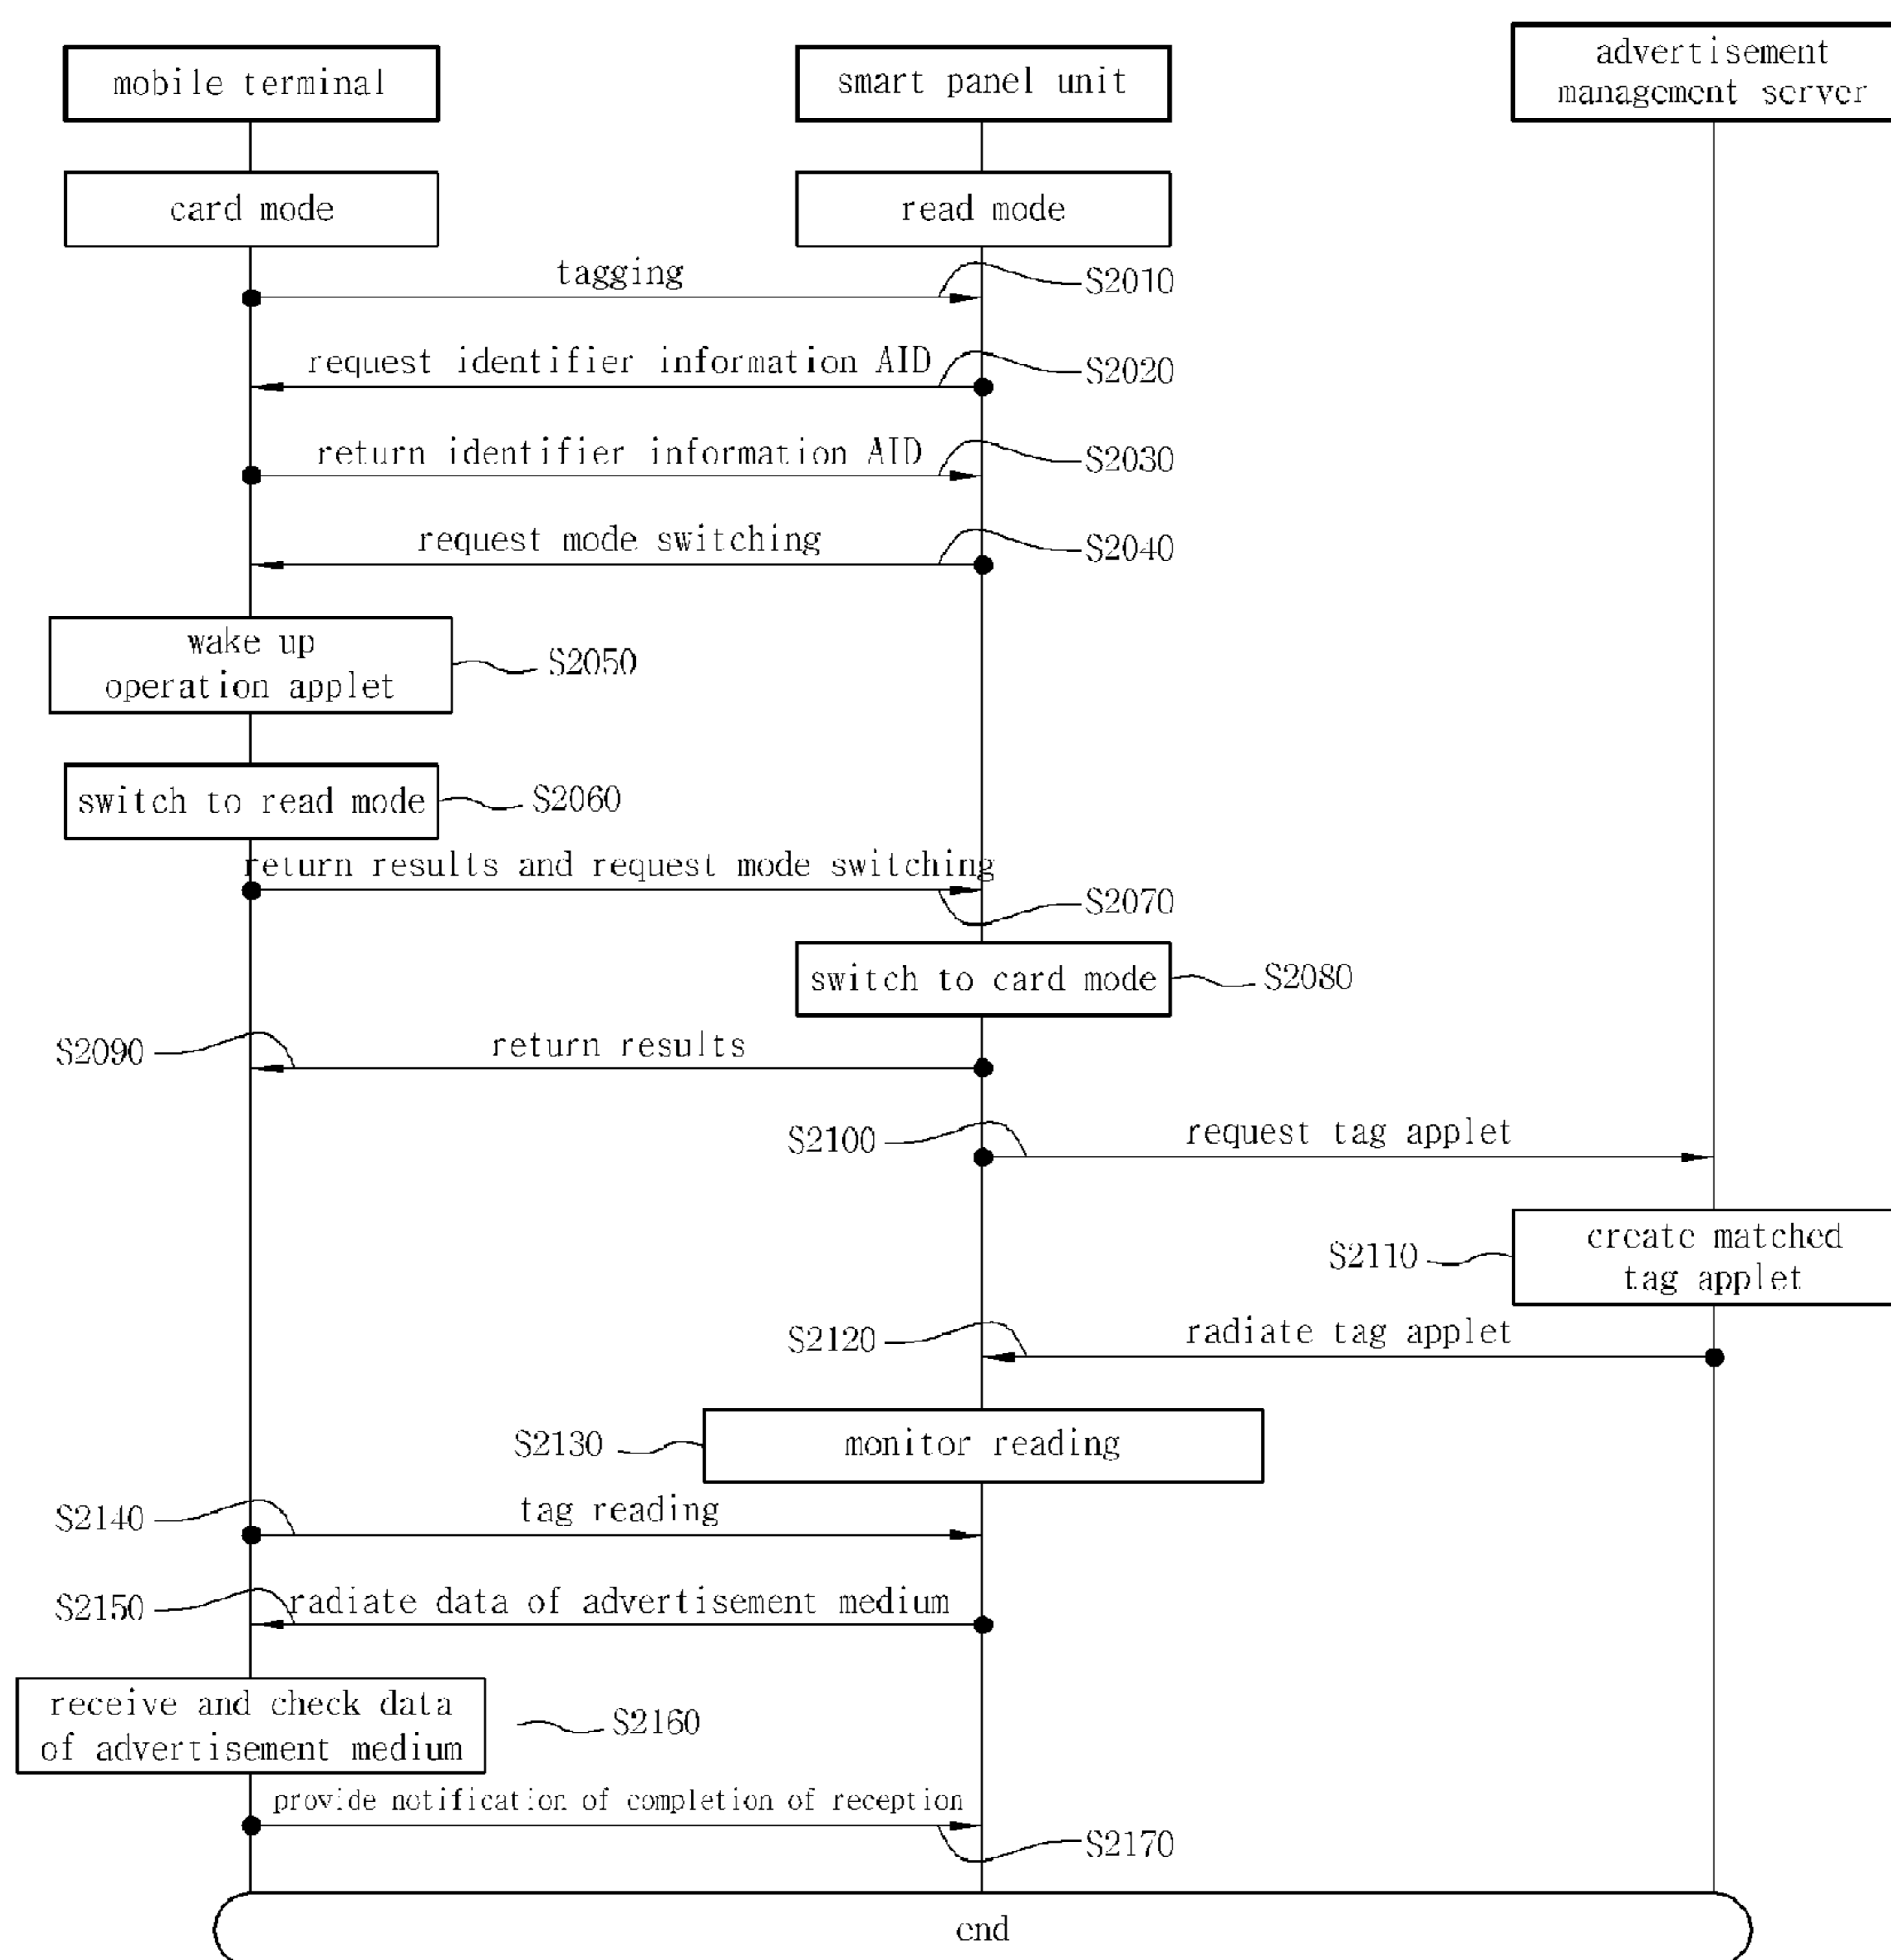 mobile terminal
smart panel unit
advertisement
management server
card mode
read mode
tagging
S2010
request identifier information AID
S2020
return identifier information AID
S2030
request mode switching
S2040
wake up
operation applet
S2050
switch to read mode
S2060
return results and request mode switching
S2070
switch to card mode
S2080
S2090
return results
S2100
request tag applet
S2110
create matched
tag applet
S2120
radiate tag applet
S2130
monitor reading
S2140
tag reading
S2150
radiate data of advertisement medium
receive and check data
of advertisement medium
S2160
provide notification of completion of reception
S2170
end